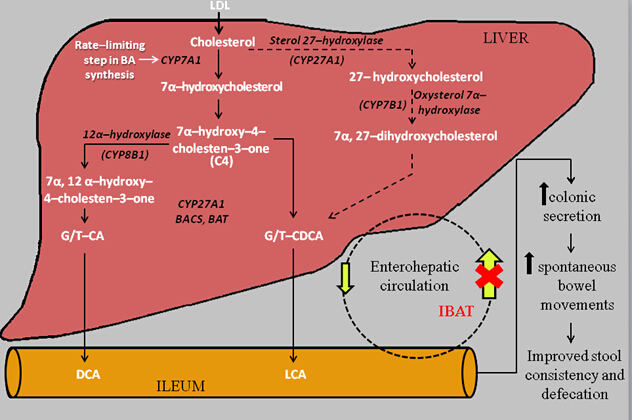 LDL
LIVER
Cholesterol
Sterol 27–hydroxylase
(CYP27A1)
Rate–limiting
step in BA
synthesis
CYP7A1
7α–hydroxycholesterol
27– hydroxycholesterol
(CYP7B1)
Oxysterol 7α–
hydroxylase
12α–hydroxylase
(CYP8B1)
7α–hydroxy–4–
cholesten–3–one
(C4)
7α, 27–dihydroxycholesterol
7α, 12 α–hydroxy–
4–cholesten–3–one
CYP27A1
BACS, BAT
G/T–CA
G/T–CDCA
Enterohepatic
circulation
IBAT
colonic
secretion
spontaneous
bowel
movements
Improved stool
consistency and
defecation
DCA
ILEUM
LCA